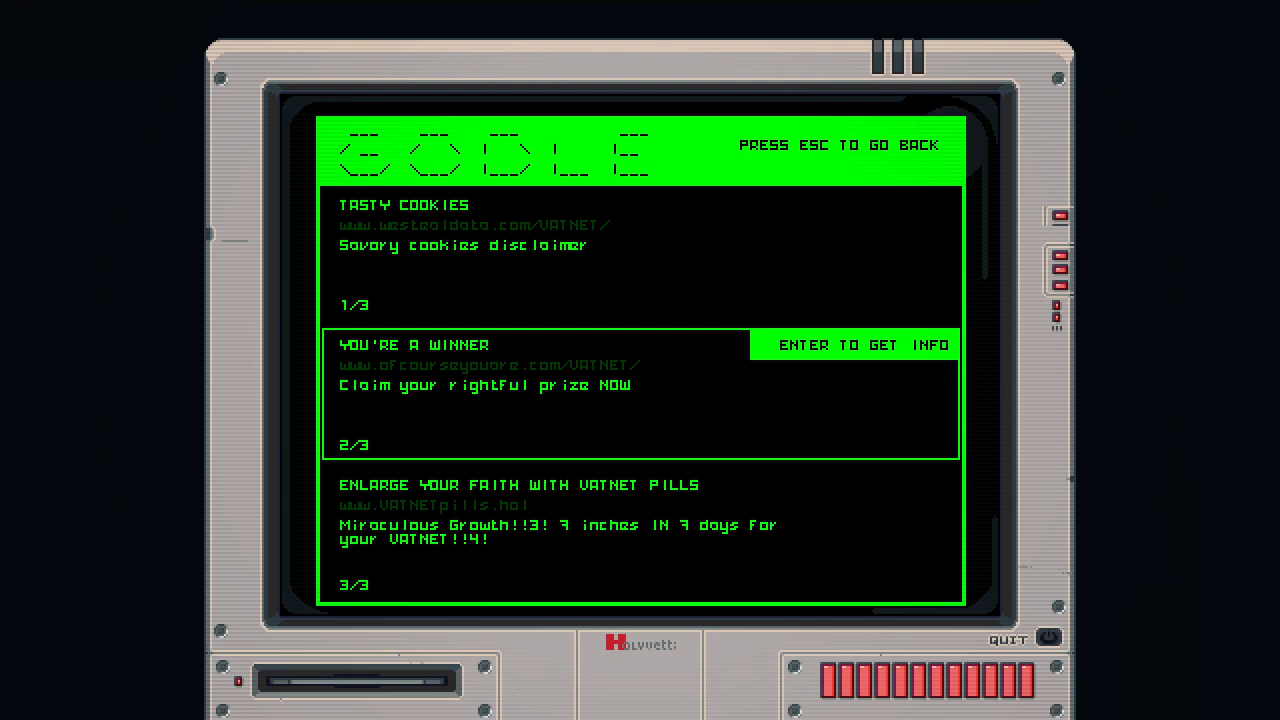 GODLE
PRESS ESC TO GO BACK
TASTY COOKIES
www.westealdata.com/VATNET/
Savory cookies disclaimer
1/3
YOU'RE A WINNER
ENTER TO GET INFO
www.ofcourseyouare.com/VATNET/
Claim your rightful prize NOW
2/3
ENLARGE YOUR FAITH WITH VATNET PILLS
www.VATNETpills.hol
Miraculous Growth!!3! 7 inches IN 7 days For
your VATNET!!4!
3/3
Holyvetti
QUIT